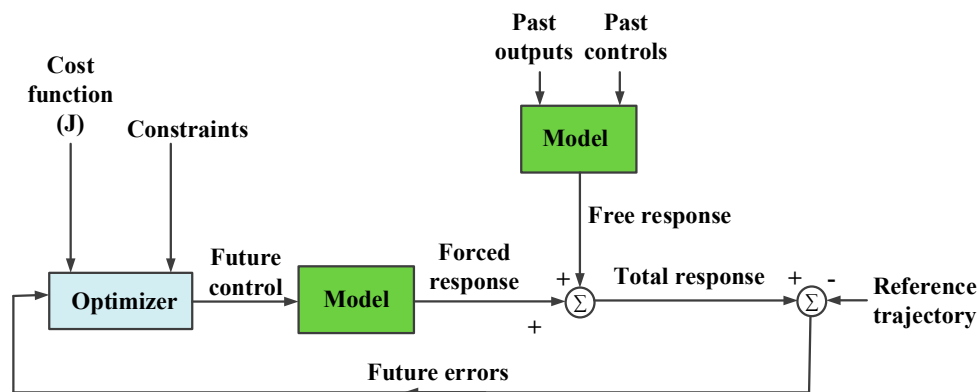 Past
outputs
Past
controls
Cost
function
(J)
Constraints
Model
Free response
Future
control
Forced
response
+
Total response
+ -
Optimizer
Model
Σ
Σ
Reference
trajectory
+
Future errors